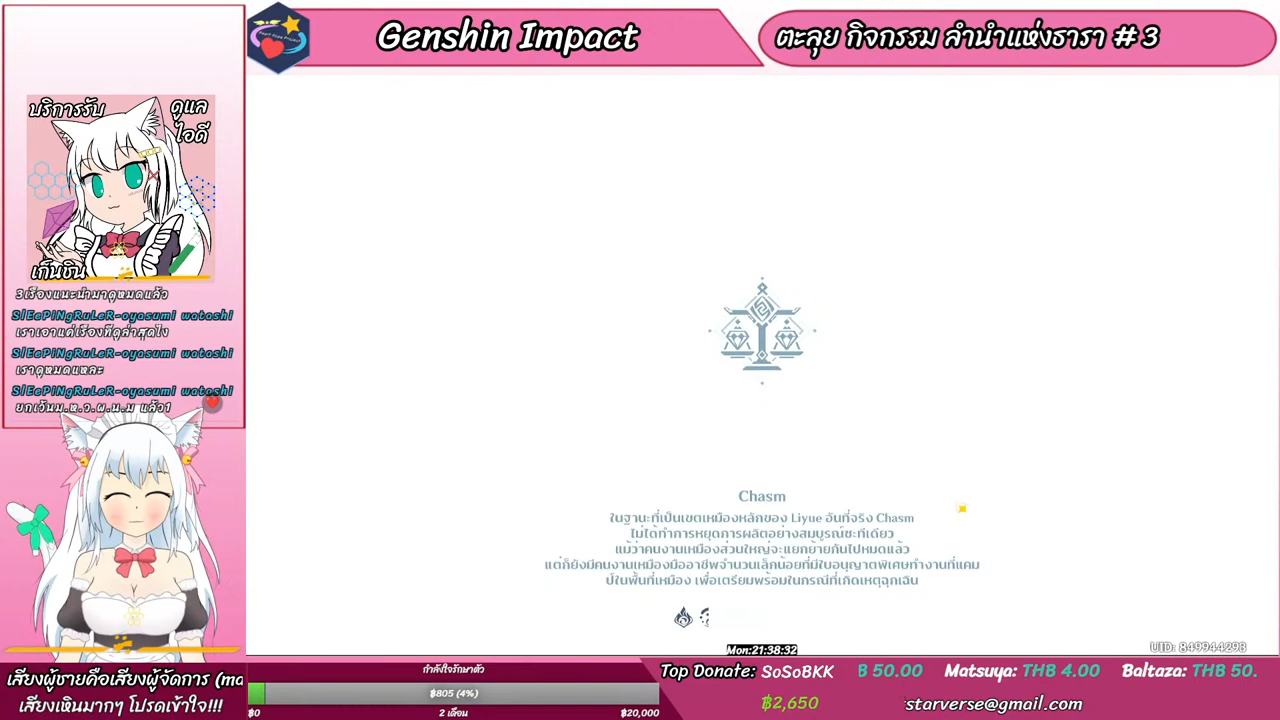 Genshin Impact
ตะลุย กิจกรรม ลำนำแห่งธารา # 3
บริการรับ
ดูแล
ไอดี
เก็นชิน
3เรื่องแนะนำมาดูหมดแล้ว
SlEePINgRuLeR-oyasumi watashi
เราเอาแต่เรื่องที่ดูล่าสุดไง
SlEePINgRuLeR-oyasumi watashi
เราดูหมดแหละ
SlEePINgRuLeR-oyasumi watashi
ยกเว้นม.ห.ว.ผ.น.ม แล้ว1
Chasm
ในฐานะที่เป็นเขตเหมืองหลักของ Liyue อันที่จริง Chasm
ไม่ได้ทำการหยุดการผลิตอย่างสมบูรณ์ซะทีเดียว
แม้ว่าคนงานเหมืองส่วนใหญ่จะแยกย้ายกันไปหมดแล้ว
แต่ก็ยังมีคนงานเหมืองมืออาชีพจำนวนเล็กน้อยที่มีใบอนุญาตพิเศษทำงานที่แคม
ป์ในพื้นที่เหมือง เพื่อเตรียมพร้อมในกรณีที่เกิดเหตุฉุกเฉิน
UID: 849944293
Mon:21:38:32
เสียงผู้ชายคือเสียงผู้จัดการ (ma
เสียงเหินมากๆ โปรดเข้าใจ!!!
กำลังใจรักษาตัว
฿805 (4%)
฿0
2 เดือน
฿20,000
Top Donate: SoSoBKK
฿2,650
฿ 50.00
Matsuya: THB 4.00
Baltaza: THB 50.
starverse@gmail.com